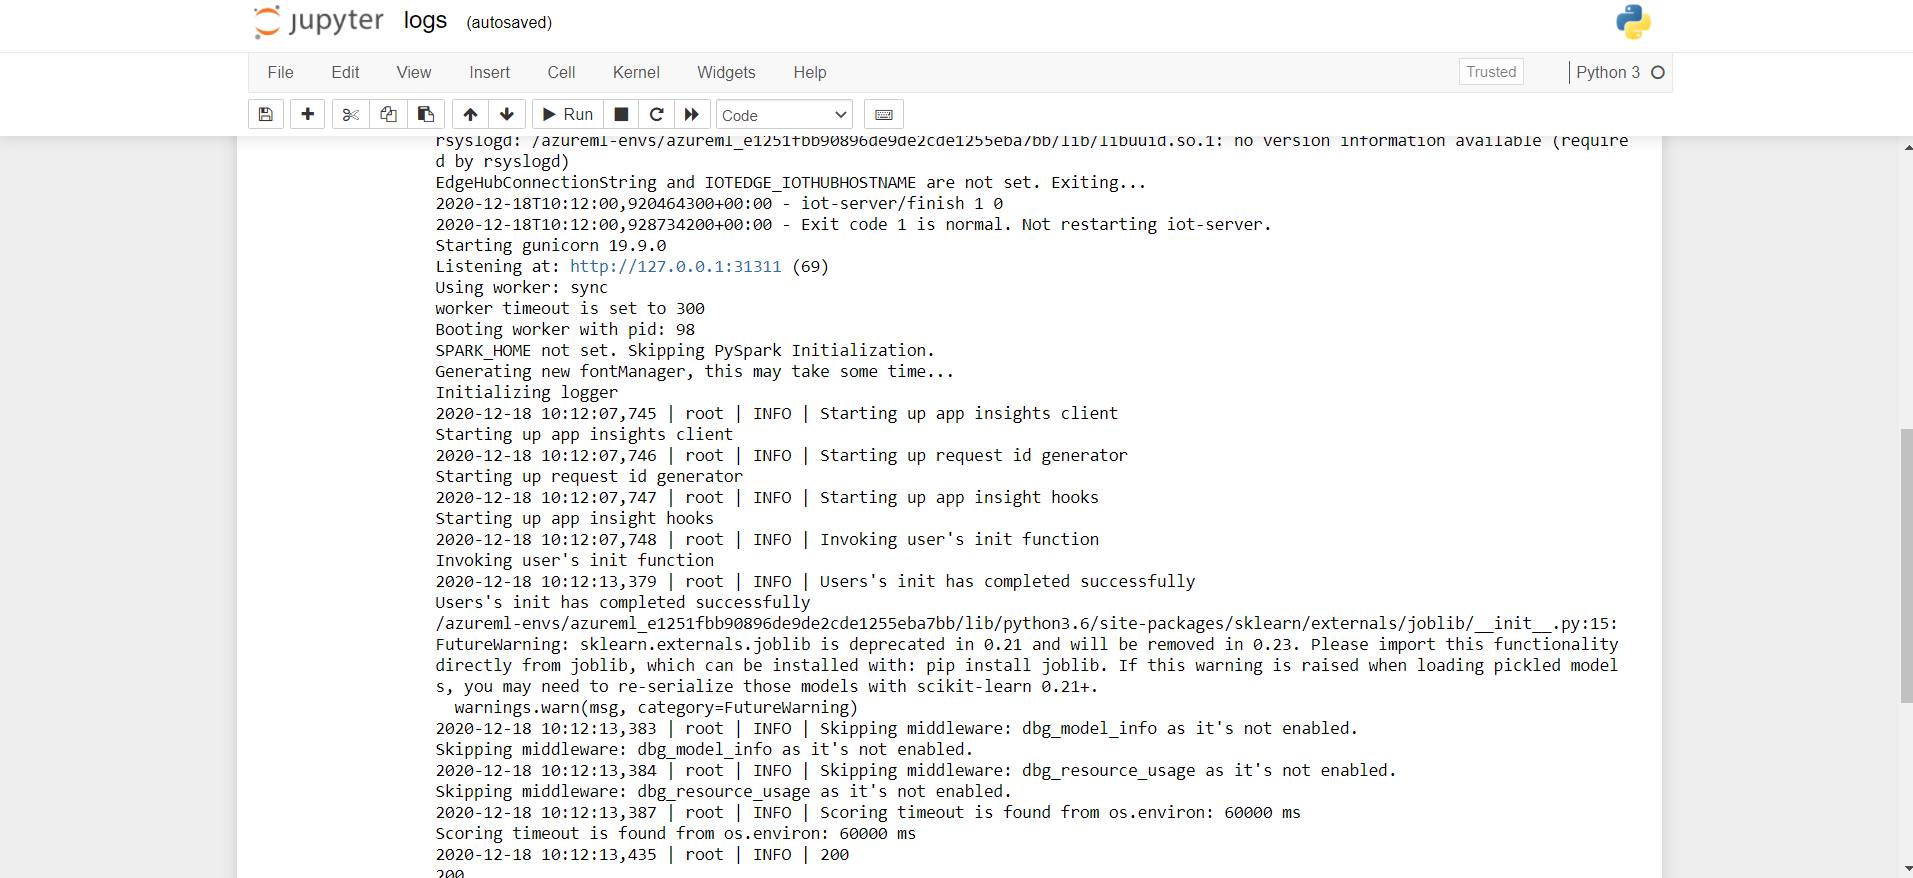 jupyter logs (autosaved)
File Edit View Insert Cell Kernel Widgets Help Trusted Python 3
Run Code
rsyslogd: /azureml-envs/azureml_e1251fbb90896de9de2cde1255eba7bb/lib/libuuid.so.1: no version information available (require
d by rsyslogd)
EdgeHubConnectionString and IOTEDGE_IOTHUBHOSTNAME are not set. Exiting...
2020-12-18T10:12:00,920464300+00:00 - iot-server/finish 1 0
2020-12-18T10:12:00,928734200+00:00 - Exit code 1 is normal. Not restarting iot-server.
Starting gunicorn 19.9.0
Listening at: http://127.0.0.1:31311 (69)
Using worker: sync
worker timeout is set to 300
Booting worker with pid: 98
SPARK_HOME not set. Skipping PySpark Initialization.
Generating new fontManager, this may take some time...
Initializing logger
2020-12-18 10:12:07,745 | root | INFO | Starting up app insights client
Starting up app insights client
2020-12-18 10:12:07,746 | root | INFO | Starting up request id generator
Starting up request id generator
2020-12-18 10:12:07,747 | root | INFO | Starting up app insight hooks
Starting up app insight hooks
2020-12-18 10:12:07,748 | root | INFO | Invoking user's init function
Invoking user's init function
2020-12-18 10:12:13,379 | root | INFO | Users's init has completed successfully
Users's init has completed successfully
/azureml-envs/azureml_e1251fbb90896de9de2cde1255eba7bb/lib/python3.6/site-packages/sklearn/externals/joblib/__init__.py:15:
FutureWarning: sklearn.externals.joblib is deprecated in 0.21 and will be removed in 0.23. Please import this functionality
directly from joblib, which can be installed with: pip install joblib. If this warning is raised when loading pickled model
s, you may need to re-serialize those models with scikit-learn 0.21+.
warnings.warn(msg, category=FutureWarning)
2020-12-18 10:12:13,383 | root | INFO | Skipping middleware: dbg_model_info as it's not enabled.
Skipping middleware: dbg_model_info as it's not enabled.
2020-12-18 10:12:13,384 | root | INFO | Skipping middleware: dbg_resource_usage as it's not enabled.
Skipping middleware: dbg_resource_usage as it's not enabled.
2020-12-18 10:12:13,387 | root | INFO | Scoring timeout is found from os.environ: 60000 ms
Scoring timeout is found from os.environ: 60000 ms
2020-12-18 10:12:13,435 | root | INFO | 200
200